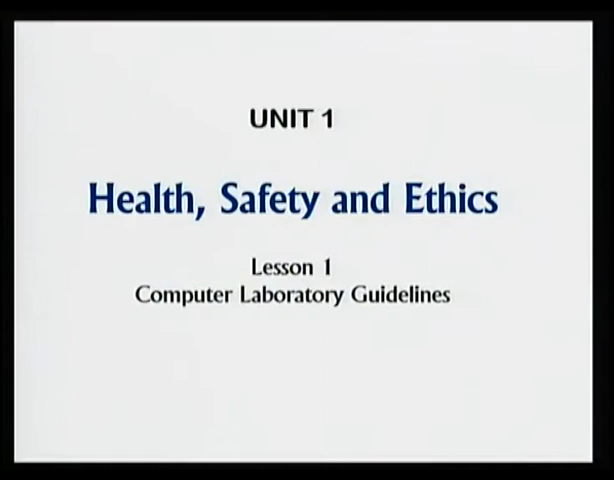 UNIT 1
Health, Safety and Ethics
Lesson 1
Computer Laboratory Guidelines